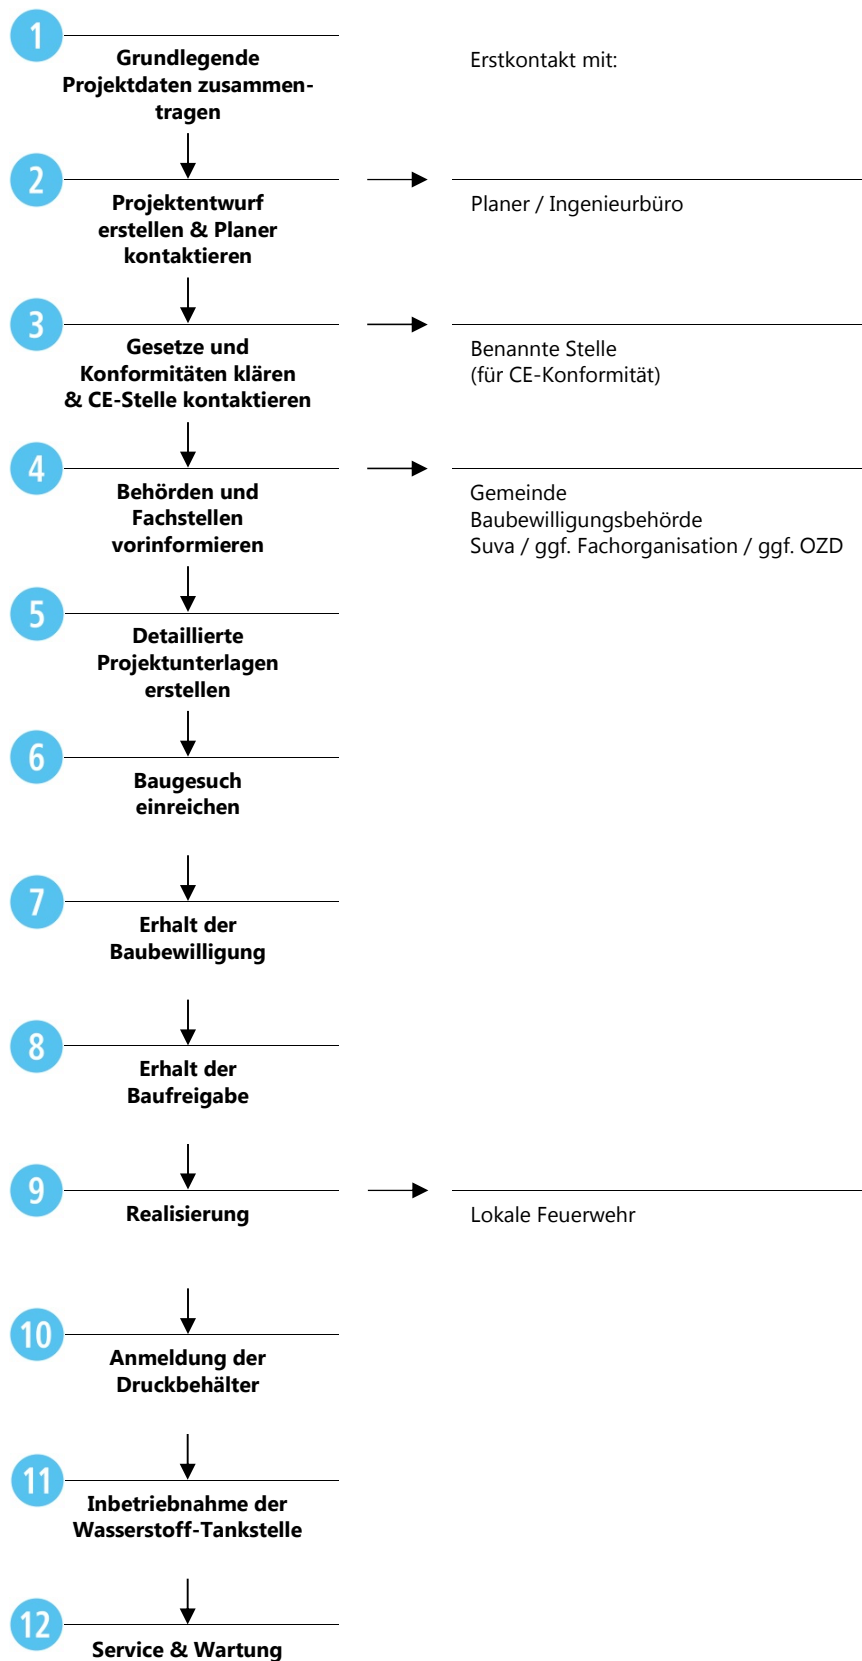 1
Grundlegende
Projektdaten zusammen-
tragen
Erstkontakt mit:
2
Projektentwurf
erstellen & Planer
kontaktieren
Planer / Ingenieurbüro
3
Gesetze und
Konformitäten klären
& CE-Stelle kontaktieren
Benannte Stelle
(für CE-Konformität)
4
Behörden und
Fachstellen
vorinformieren
Gemeinde
Baubewilligungsbehörde
Suva / ggf. Fachorganisation / ggf. OZD
5
Detaillierte
Projektunterlagen
erstellen
6
Baugesuch
einreichen
7
Erhalt der
Baubewilligung
8
Erhalt der
Baufreigabe
9
Realisierung
Lokale Feuerwehr
10
Anmeldung der
Druckbehälter
11
Inbetriebnahme der
Wasserstoff-Tankstelle
12
Service & Wartung